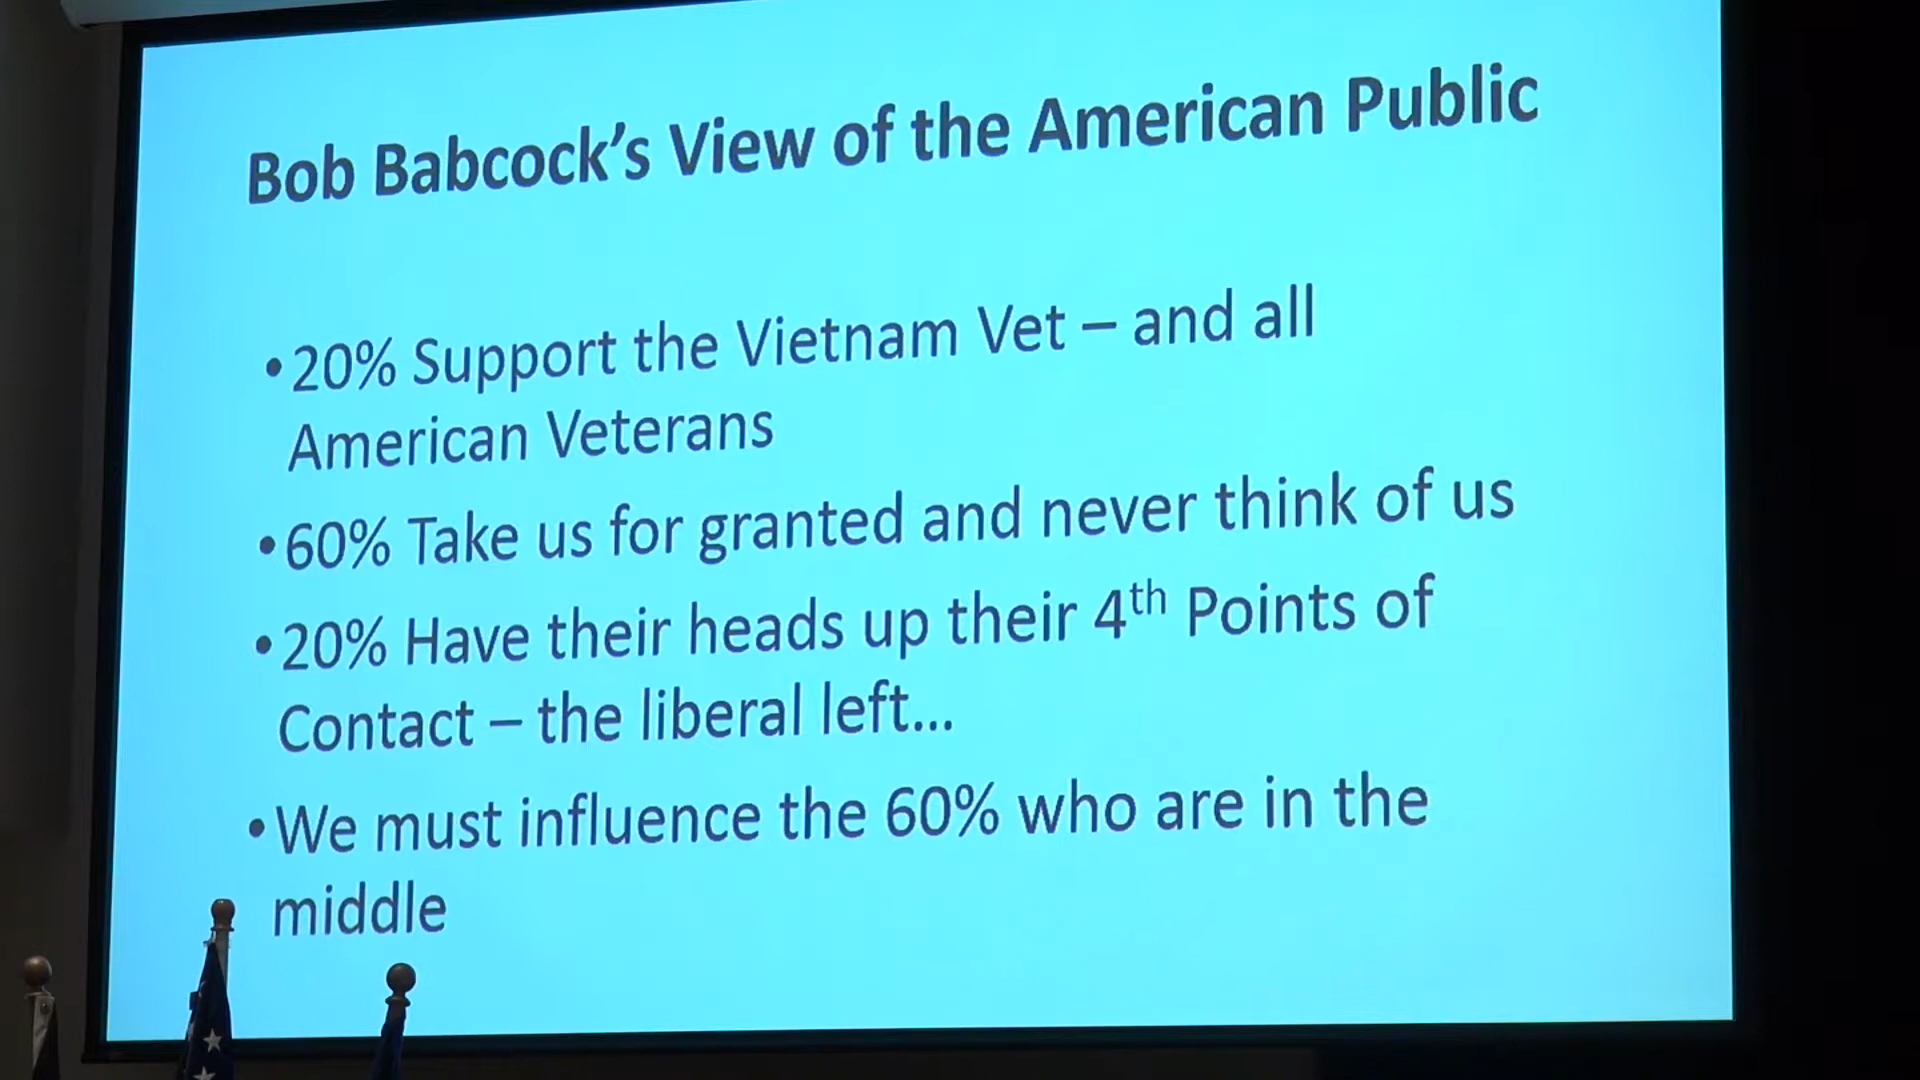 Bob Babcock’s View of the American Public
•20% Support the Vietnam Vet – and all
American Veterans
•60% Take us for granted and never think of us
•20% Have their heads up their 4th Points of
Contact – the liberal left...
•We must influence the 60% who are in the
middle